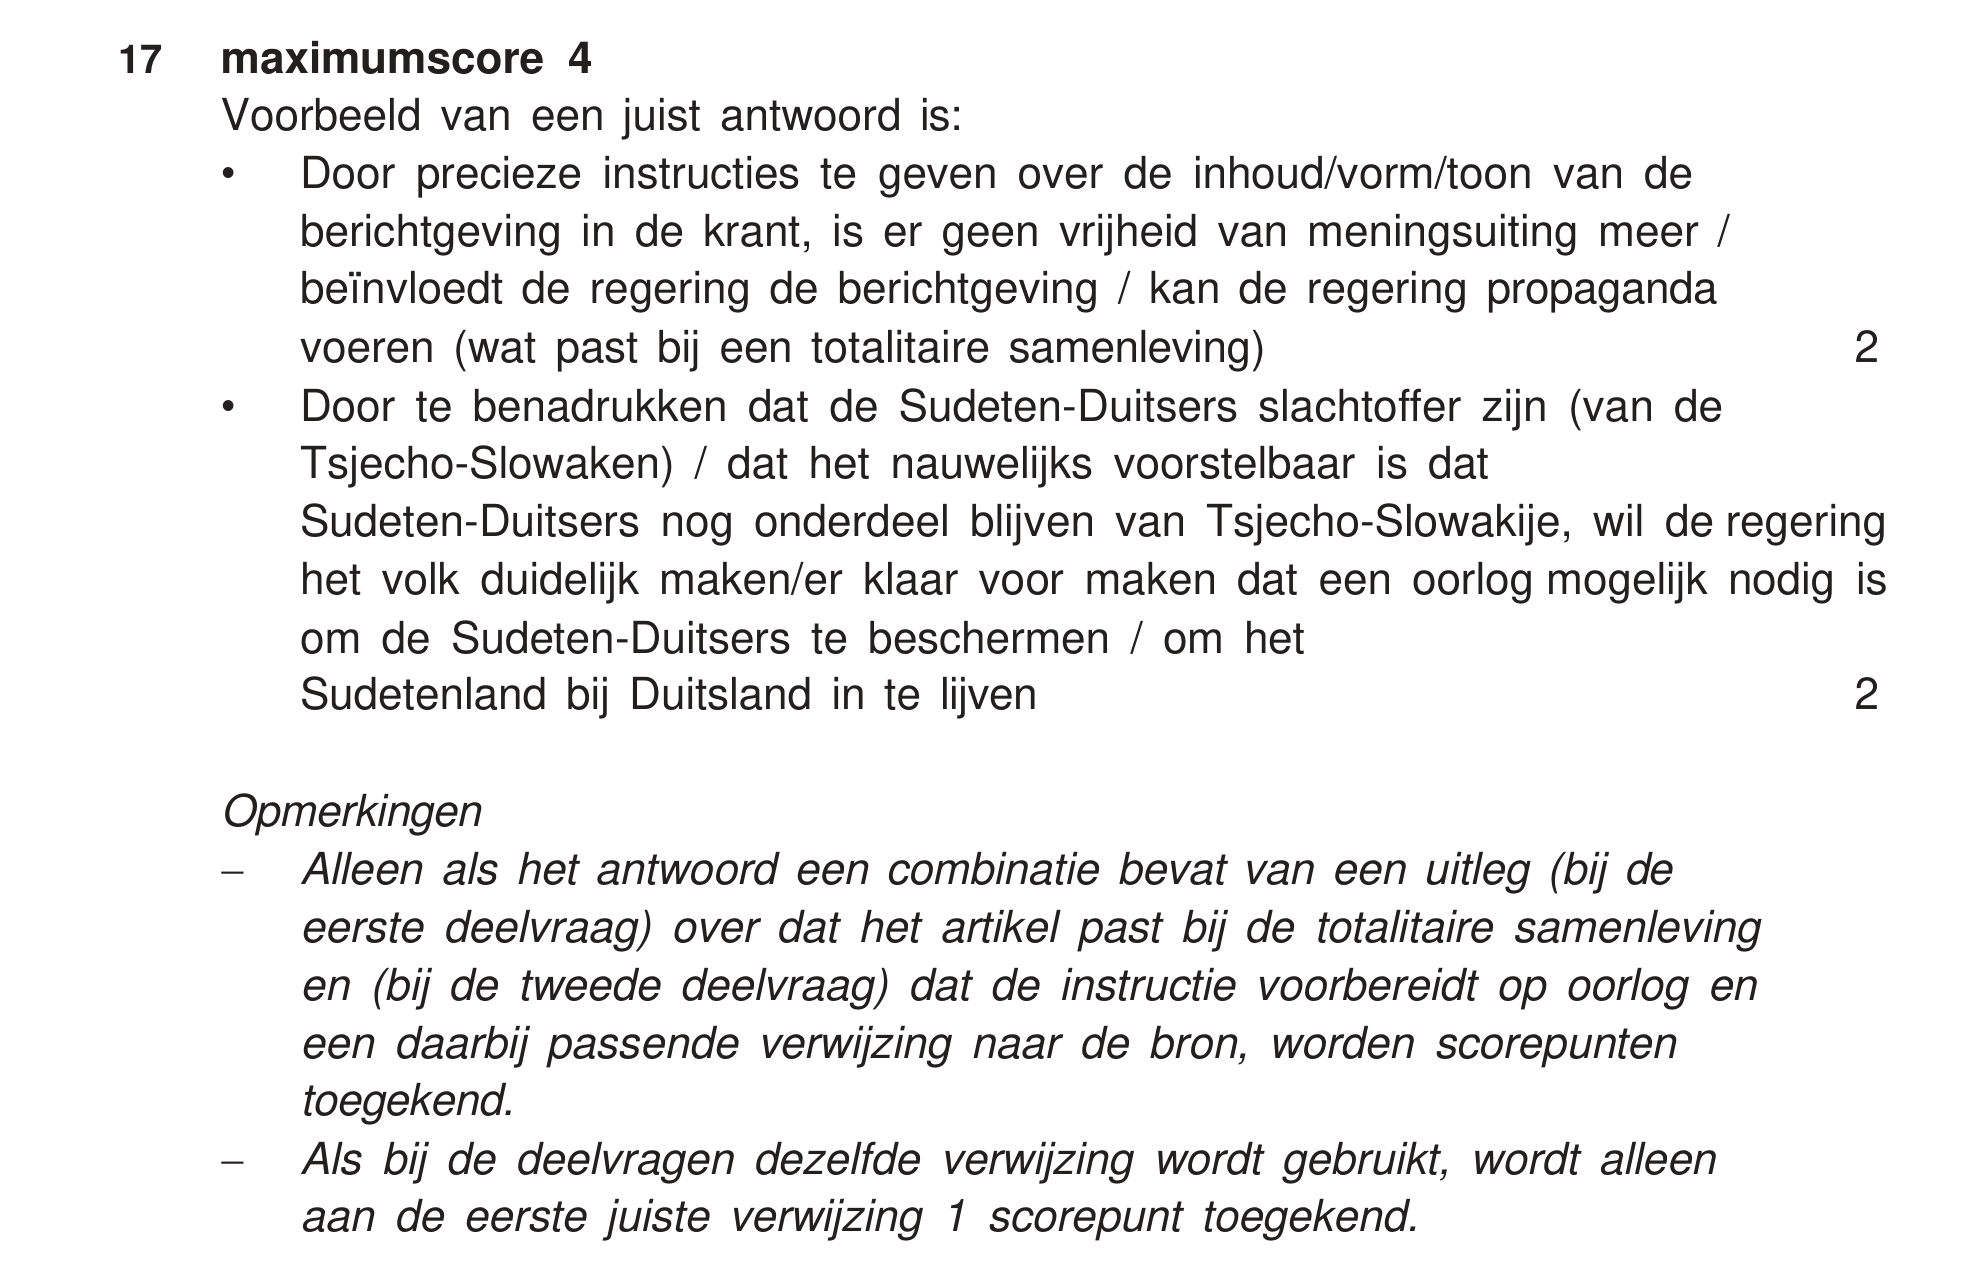 17 maximumscore 4
Voorbeeld van een juist antwoord is:
• Door precieze instructies te geven over de inhoud/vorm/toon van de
berichtgeving in de krant, is er geen vrijheid van meningsuiting meer /
beïnvloedt de regering de berichtgeving / kan de regering propaganda
voeren (wat past bij een totalitaire samenleving) 2
• Door te benadrukken dat de Sudeten-Duitsers slachtoffer zijn (van de
Tsjecho-Slowaken) / dat het nauwelijks voorstelbaar is dat
Sudeten-Duitsers nog onderdeel blijven van Tsjecho-Slowakije, wil de regering
het volk duidelijk maken/er klaar voor maken dat een oorlog mogelijk nodig is
om de Sudeten-Duitsers te beschermen / om het
Sudetenland bij Duitsland in te lijven 2
Opmerkingen
– Alleen als het antwoord een combinatie bevat van een uitleg (bij de
eerste deelvraag) over dat het artikel past bij de totalitaire samenleving
en (bij de tweede deelvraag) dat de instructie voorbereidt op oorlog en
een daarbij passende verwijzing naar de bron, worden scorepunten
toegekend.
– Als bij de deelvragen dezelfde verwijzing wordt gebruikt, wordt alleen
aan de eerste juiste verwijzing 1 scorepunt toegekend.